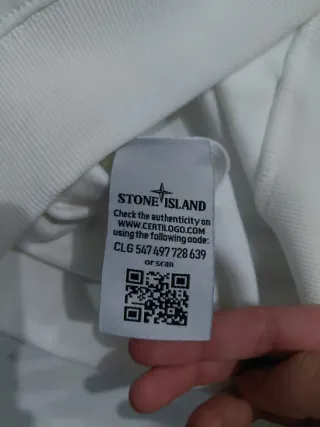 STONE ISLAND
Check the authenticity on
WWW.CERTILOGO.COM
using the following code:
CLG 547 497 728 639
or scan